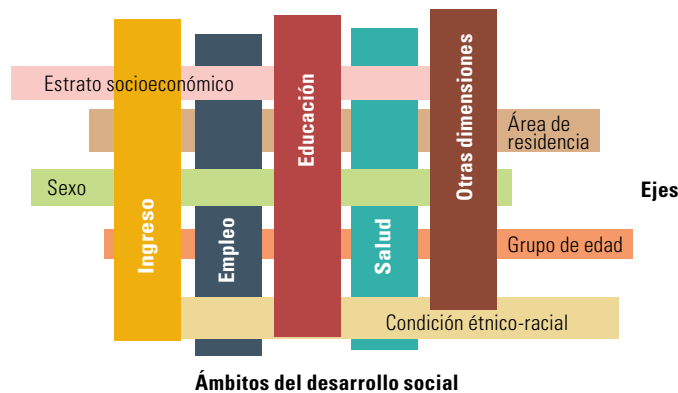 Estrato socioeconómico
Área de
residencia
Sexo
Ejes
Grupo de edad
Condición étnico-racial
Ingreso
Empleo
Educación
Salud
Otras dimensiones
Ámbitos del desarrollo social